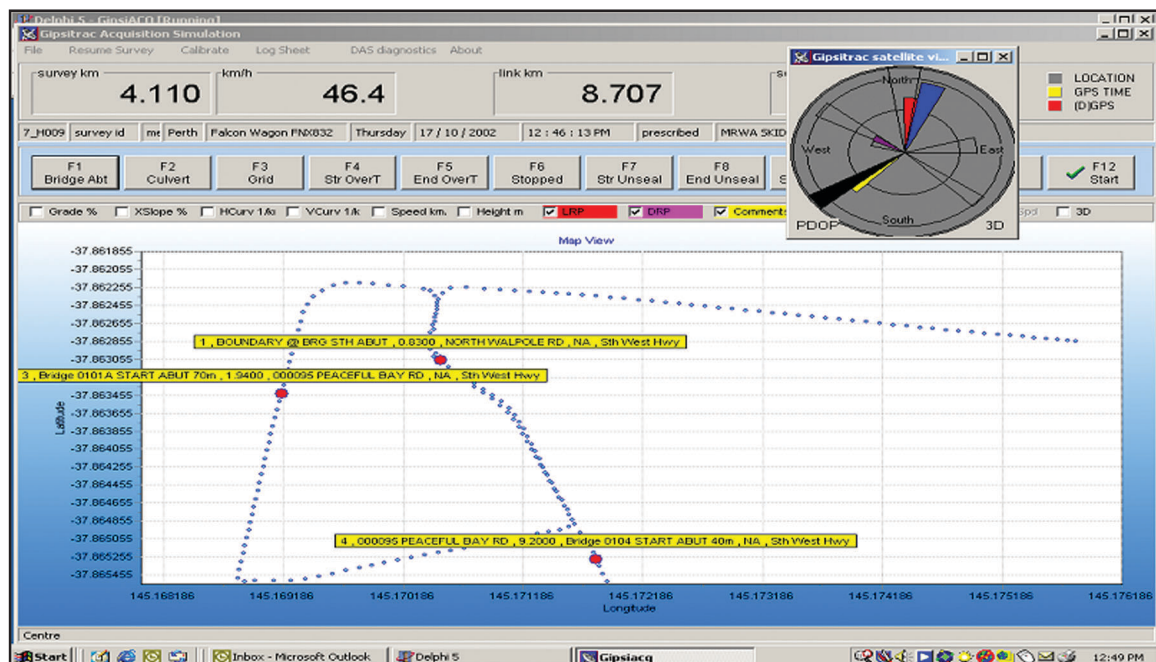 Delphi 5 - GipsiACQ [Running]
Gipsitrac Acquisition Simulation
File Resume Survey Calibrate Log Sheet DAS diagnostics About
survey km km/h link km
4.110 46.4 8.707
Gipsitrac satellite vi...
North
West East
South
PDOP 3D
LOCATION
GPS TIME
(D)GPS
7_H009 survey id Perth Falcon Wagon FNX832 Thursday 17 / 10 / 2002 12 : 46 : 13 PM prescribed MRWA SKID
F1 F2 F3 F4 F5 F6 F7 F8 F12
Bridge Abt Culvert Grid Str OverT End OverT Stopped Str Unseal End Unseal Start
Grade % XSlope % HCurv 1/k VCurv 1/k Speed km. Height m LRP DRP Comments 3D
Map View
-37.861855
-37.862055
-37.862255
-37.862455
-37.862655
-37.862855
1 , BOUNDARY @ BRG STH ABUT , 0.8300 , NORTH WALPOLE RD , NA , Sth West Hwy
-37.863055
3 , Bridge 0101A START ABUT 70m , 1.9400 , 000095 PEACEFUL BAY RD , NA , Sth West Hwy
-37.863455
-37.863655
-37.863855
-37.864055
-37.864255
-37.864455
-37.864655
-37.864855
-37.865055
4 , 000095 PEACEFUL BAY RD , 9.2000 , Bridge 0104 START ABUT 40m , NA , Sth West Hwy
-37.865255
-37.865455
Latitude
145.168186 145.169186 145.170186 145.171186 145.172186 145.173186 145.174186 145.175186 145.176186
Longitude
Centre
Start Inbox - Microsoft Outlook Delphi 5 Gipsiacq 12:49 PM